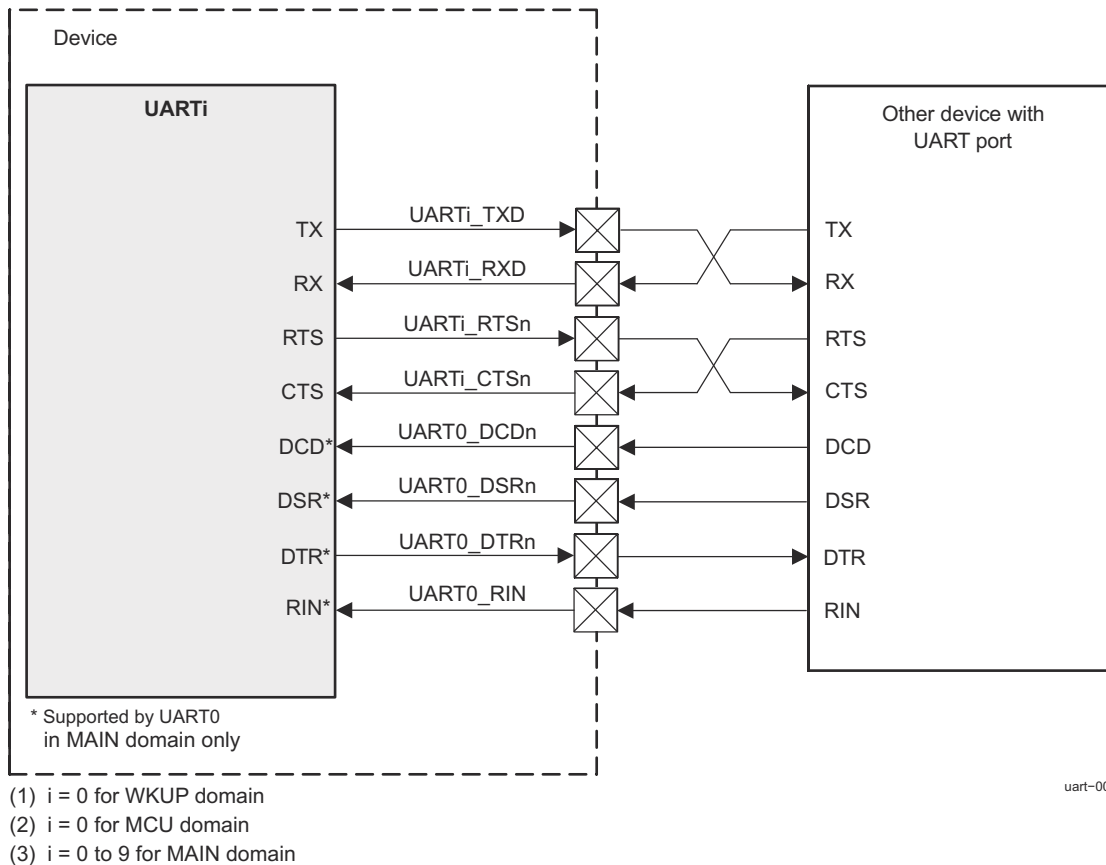 Device
UARTi
Other device with
UART port
TX UARTi_TXD TX
RX UARTi_RXD RX
RTS UARTi_RTSn RTS
CTS UARTi_CTSn CTS
DCD* UART0_DCDn DCD
DSR* UART0_DSRn DSR
DTR* UART0_DTRn DTR
RIN* UART0_RIN RIN
* Supported by UART0
in MAIN domain only
uart−00
(1) i = 0 for WKUP domain
(2) i = 0 for MCU domain
(3) i = 0 to 9 for MAIN domain